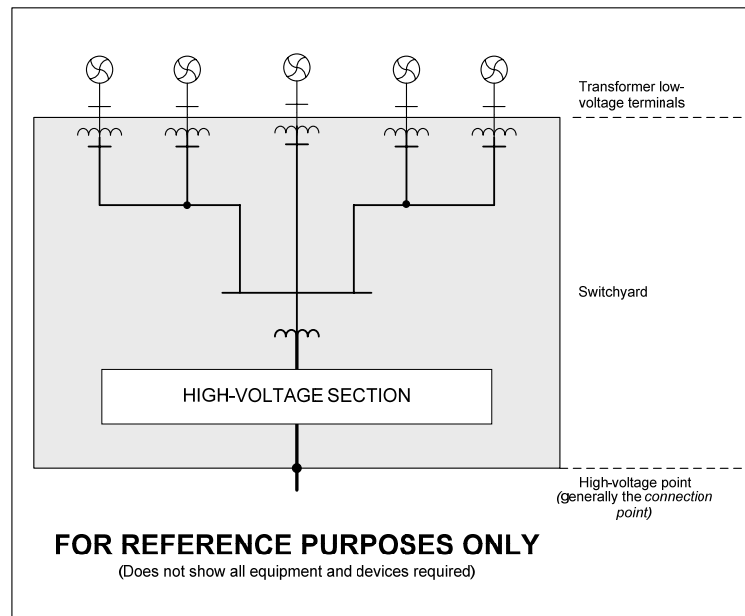 Transformer low-
voltage terminals
Switchyard
HIGH-VOLTAGE SECTION
High-voltage point
(generally the connection
point)
FOR REFERENCE PURPOSES ONLY
(Does not show all equipment and devices required)